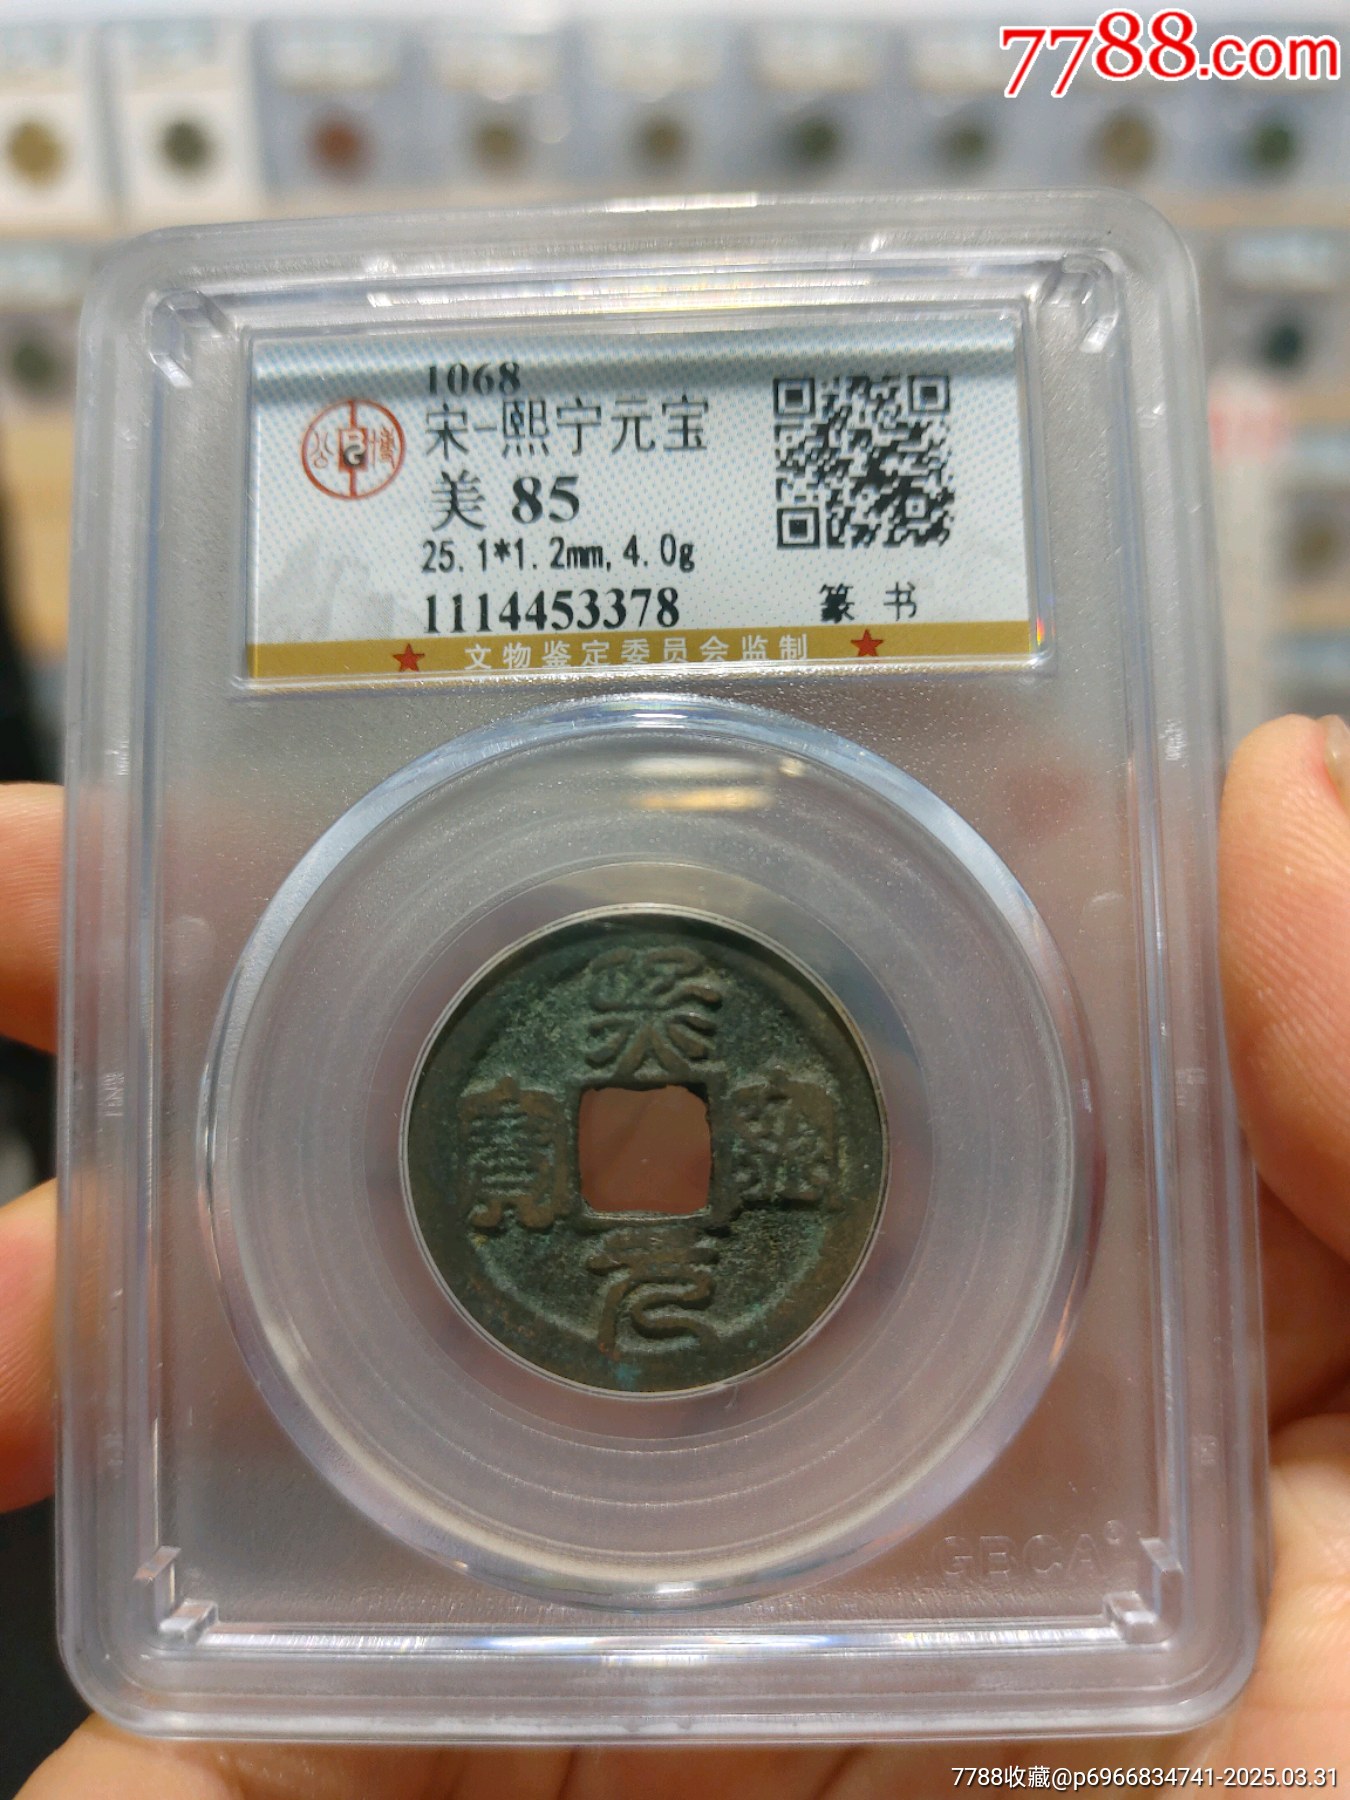 7788.com
1068
宋-熙宁元宝
美 85
25.1*1.2mm,4.0g
1114453378
篆书
公博
★ 文物鉴定委员会监制 ★
熙寧元寶
GBCA
7788收藏@p6966834741-2025.03.31